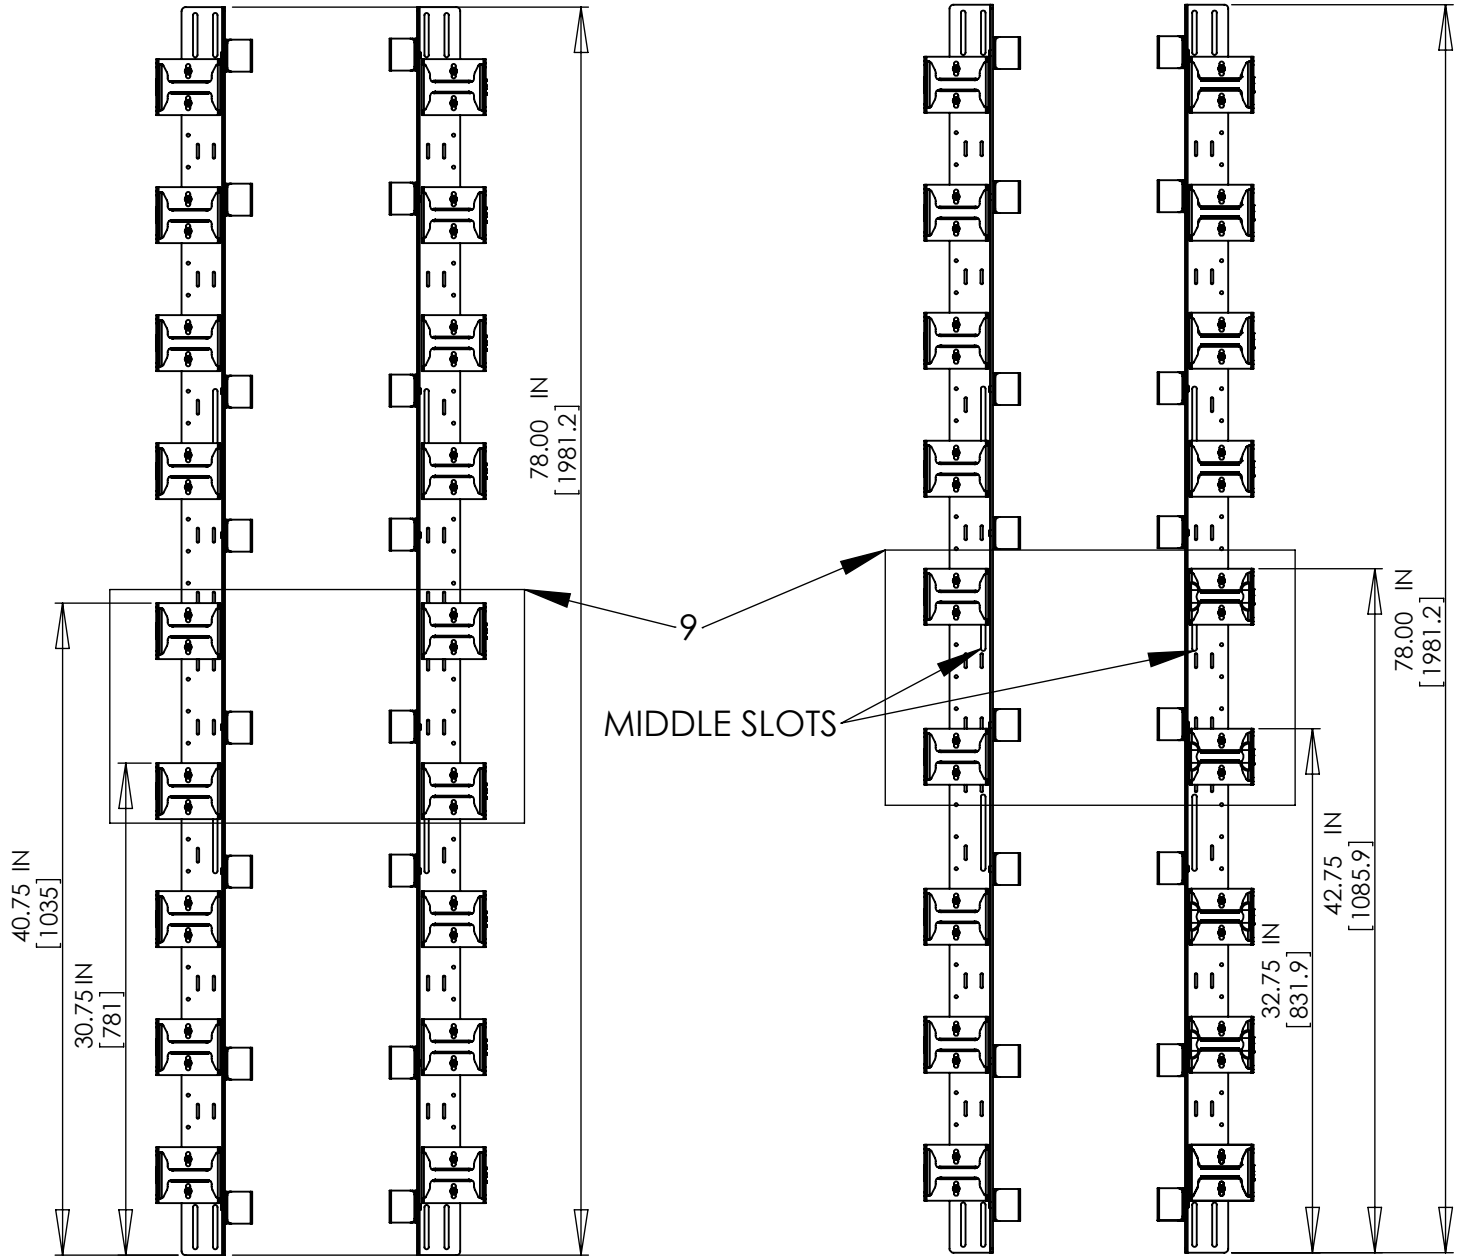 78.00 IN
[1981.2]
9
MIDDLE SLOTS
40.75 IN
[1035]
30.75 IN
[781]
78.00 IN
[1981.2]
42.75 IN
[1085.9]
32.75 IN
[831.9]